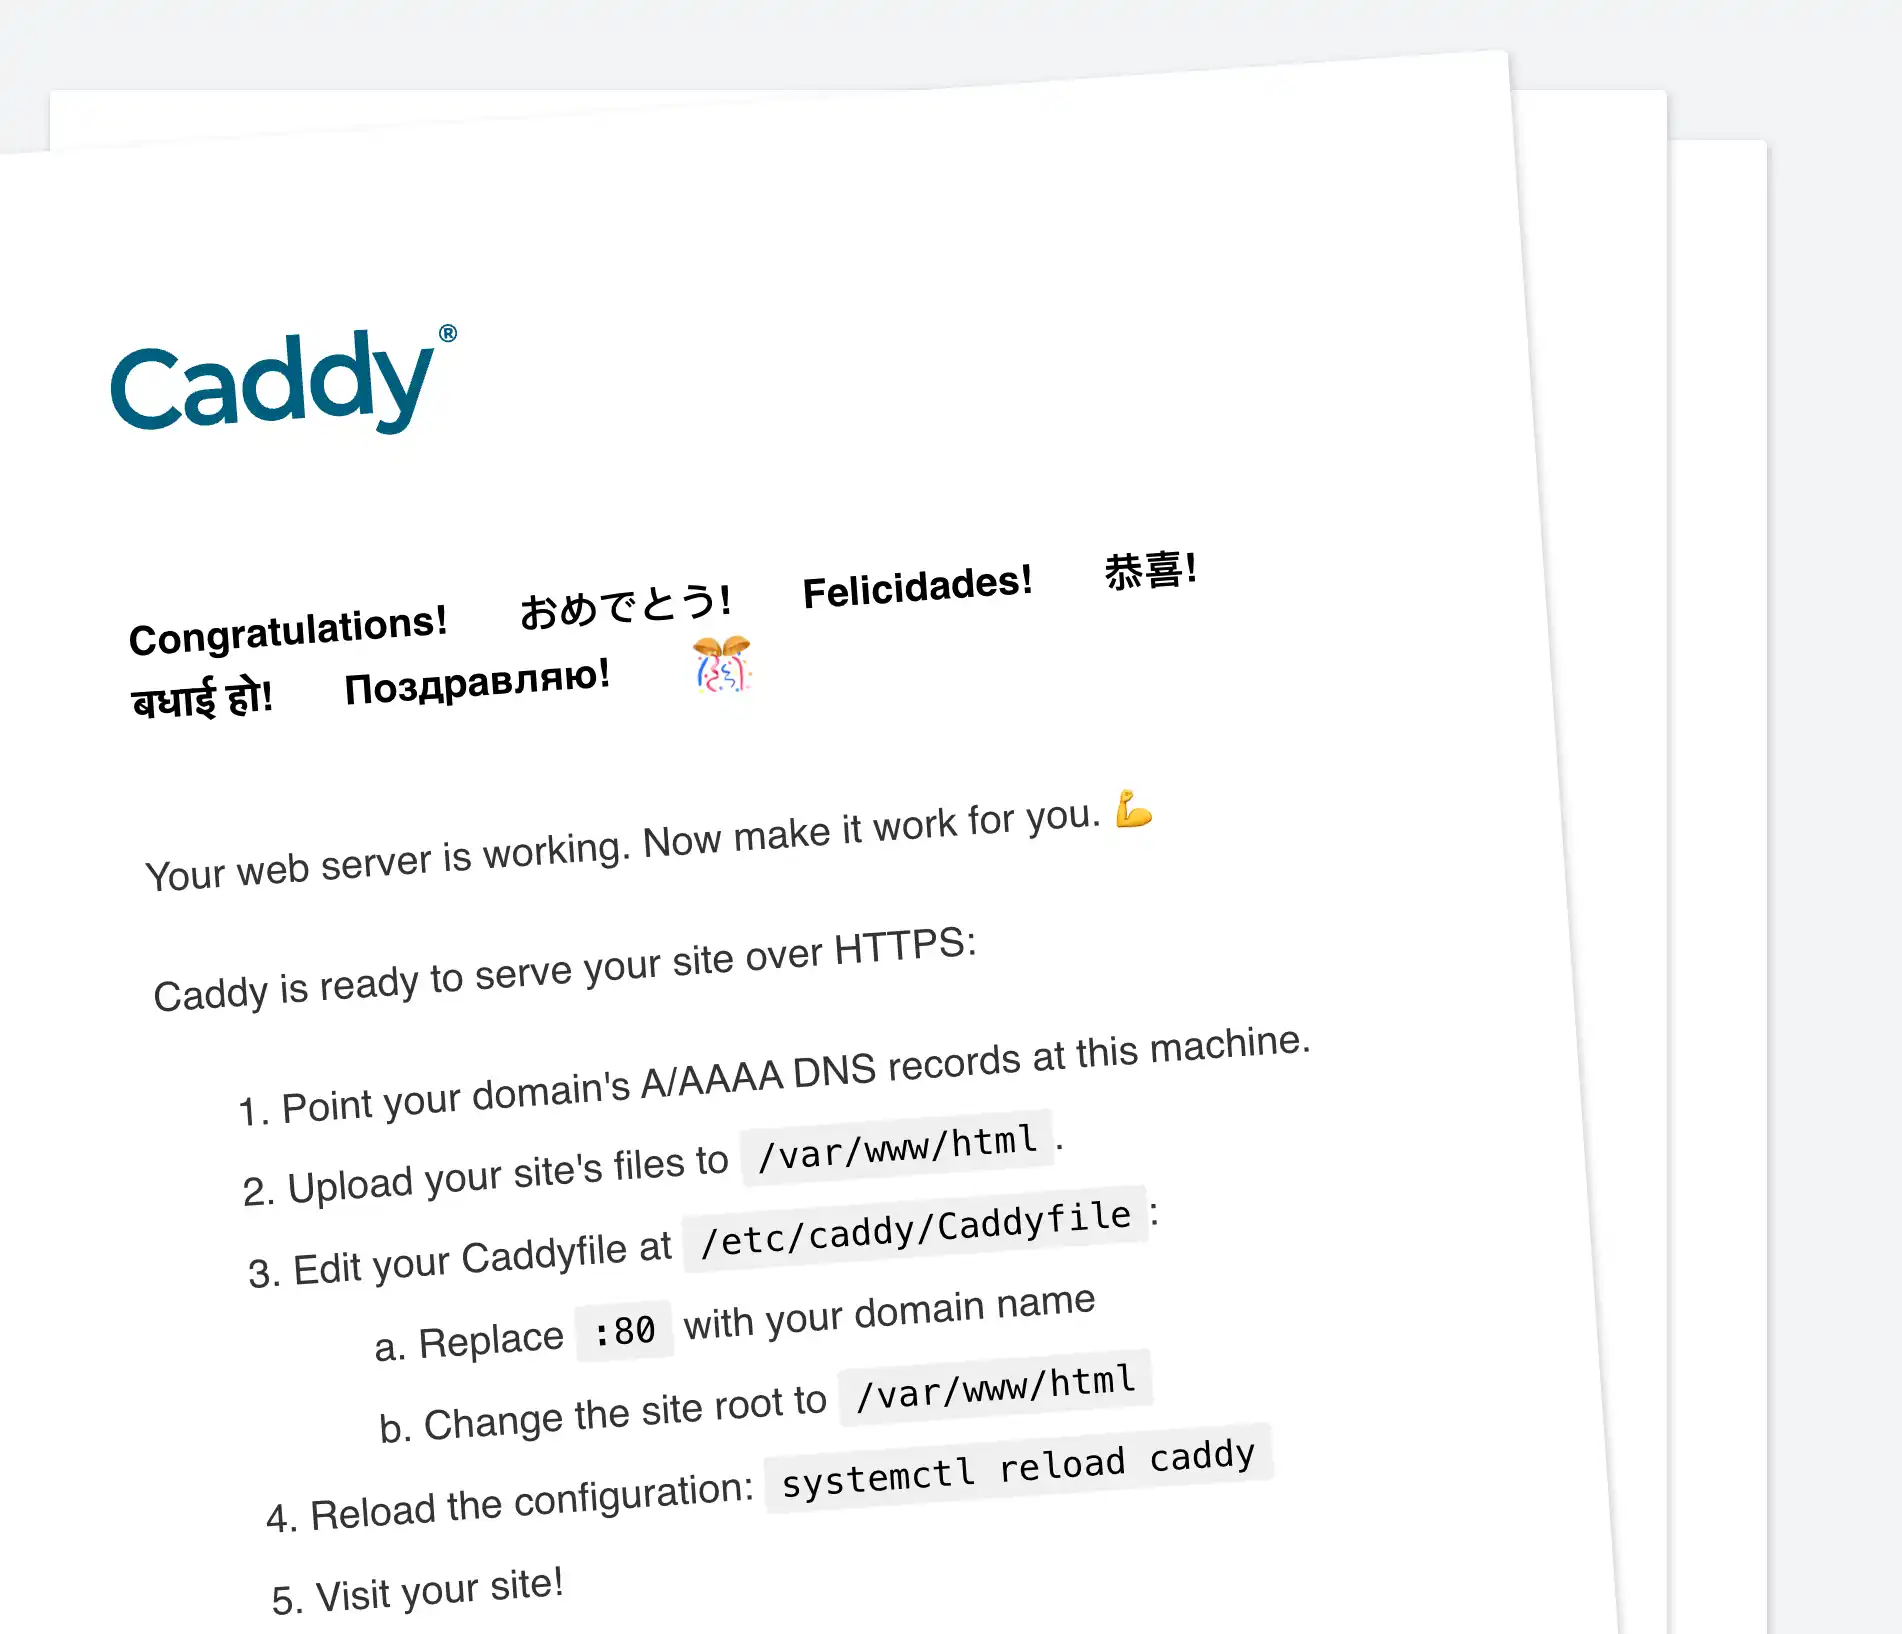 Caddy®
Congratulations! おめでとう! Felicidades! 恭喜!
बधाई हो! Поздравляю! 🎊
Your web server is working. Now make it work for you. 💪
Caddy is ready to serve your site over HTTPS:
1. Point your domain's A/AAAA DNS records at this machine.
2. Upload your site's files to /var/www/html.
3. Edit your Caddyfile at /etc/caddy/Caddyfile:
a. Replace :80 with your domain name
b. Change the site root to /var/www/html
4. Reload the configuration: systemctl reload caddy
5. Visit your site!